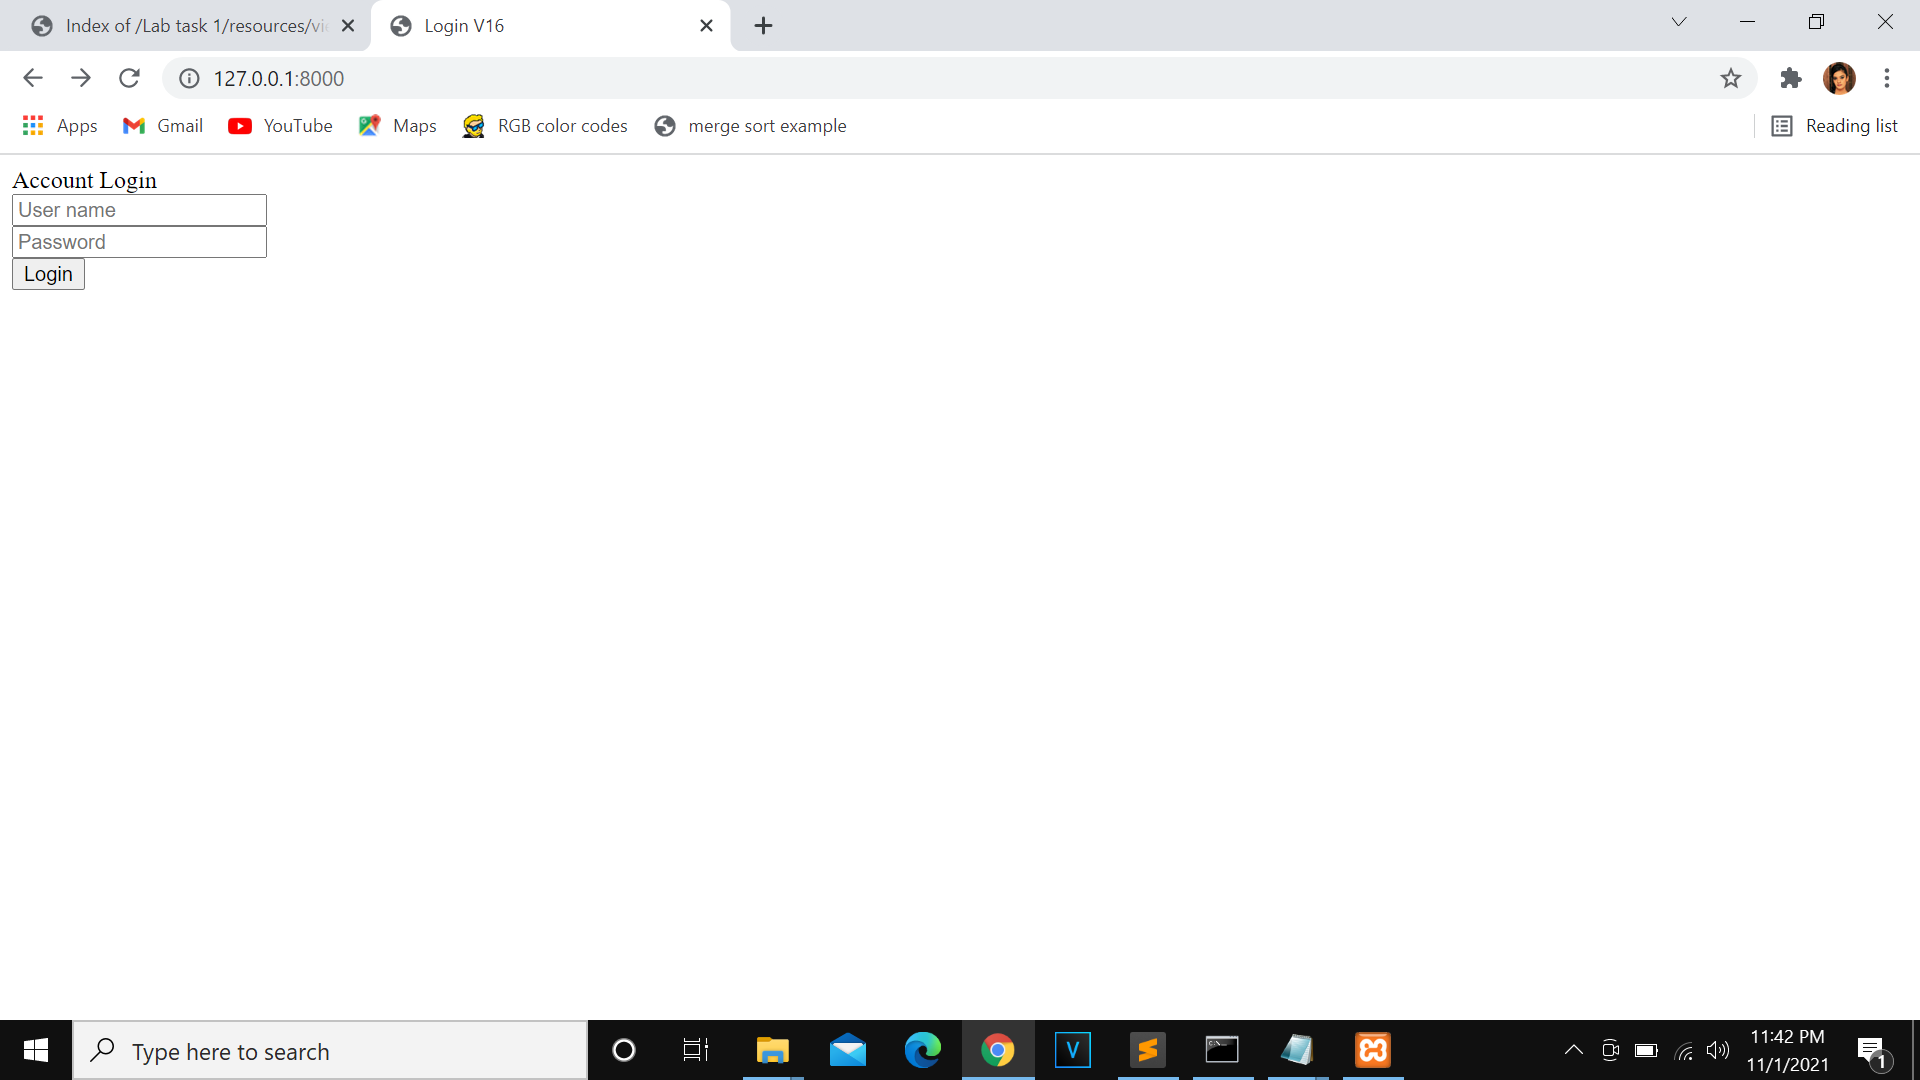 Index of /Lab task 1/resources/vi
Login V16
127.0.0.1:8000
Apps
Gmail
YouTube
Maps
RGB color codes
merge sort example
Reading list
Account Login
User name
Password
Login
Type here to search
V
C:\
11:42 PM
11/1/2021
1